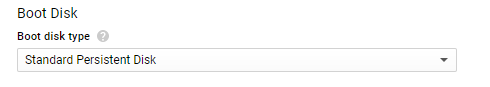 Boot Disk
Boot disk type ?
Standard Persistent Disk